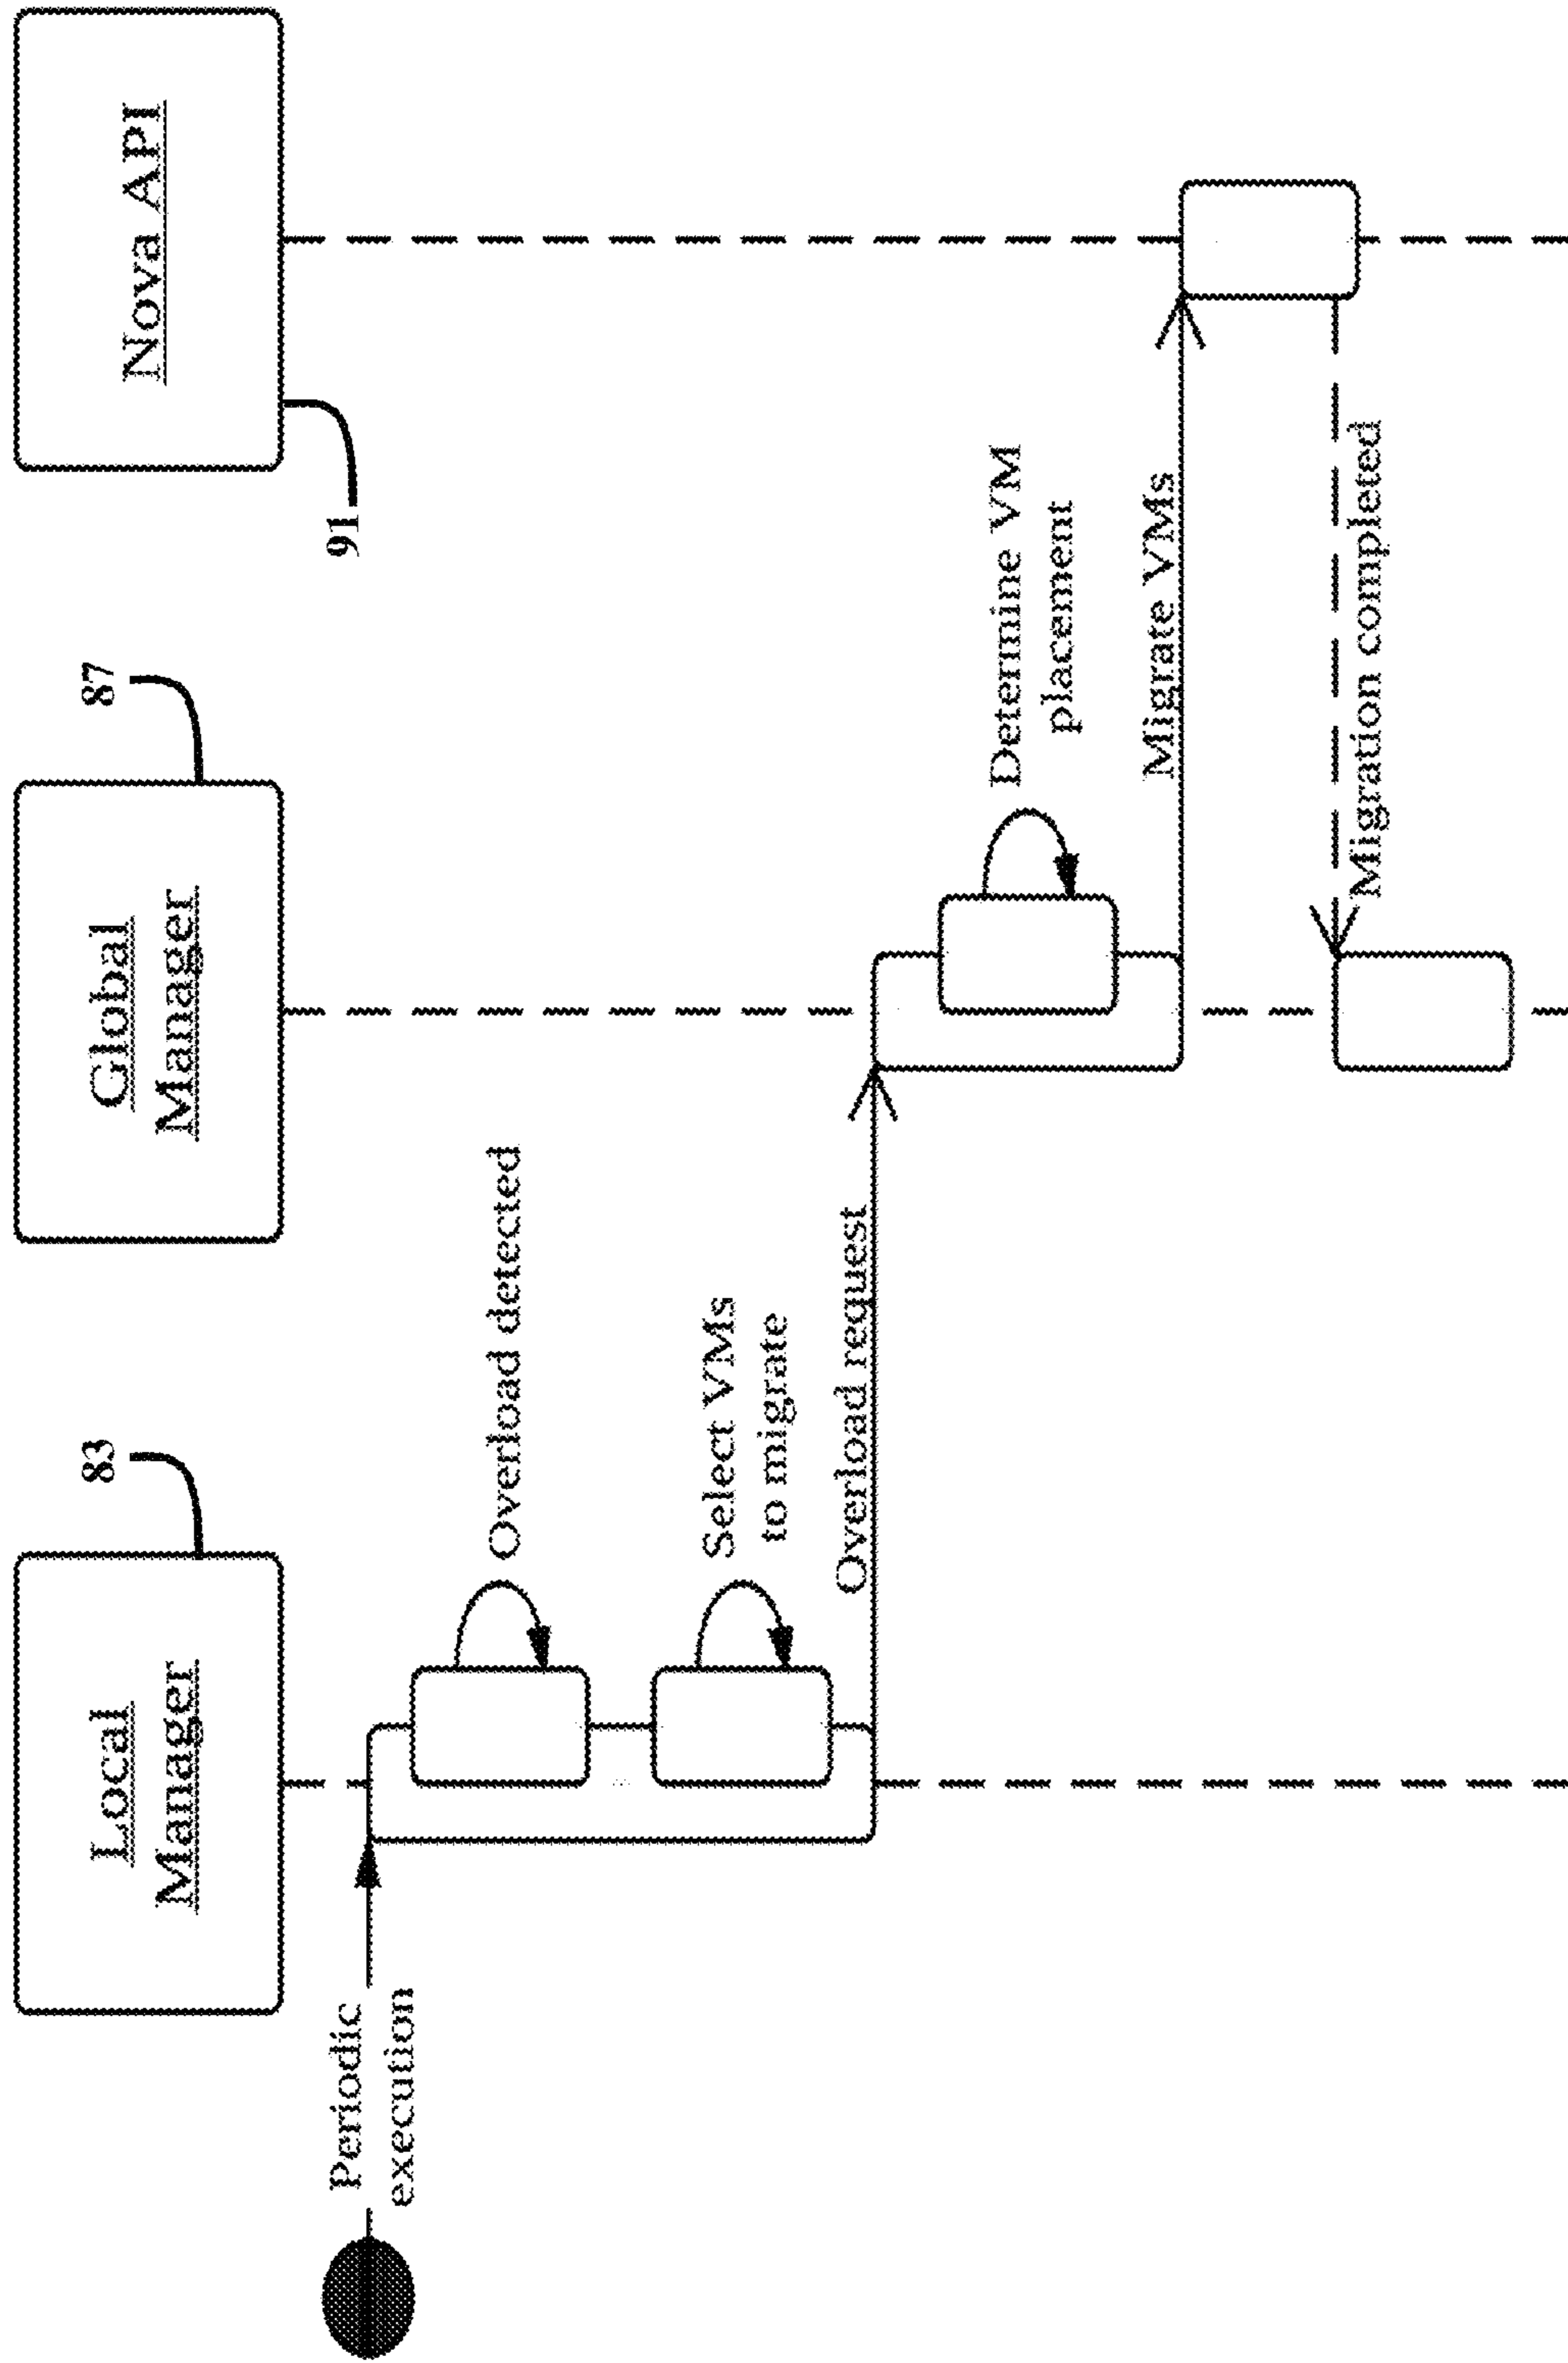 Local
Manager
83
Global
Manager
87
Nova API
91
Periodic
execution
Overload detected
Select VMs
to migrate
Overload request
Determine VM
placement
Migrate VMs
Migration completed